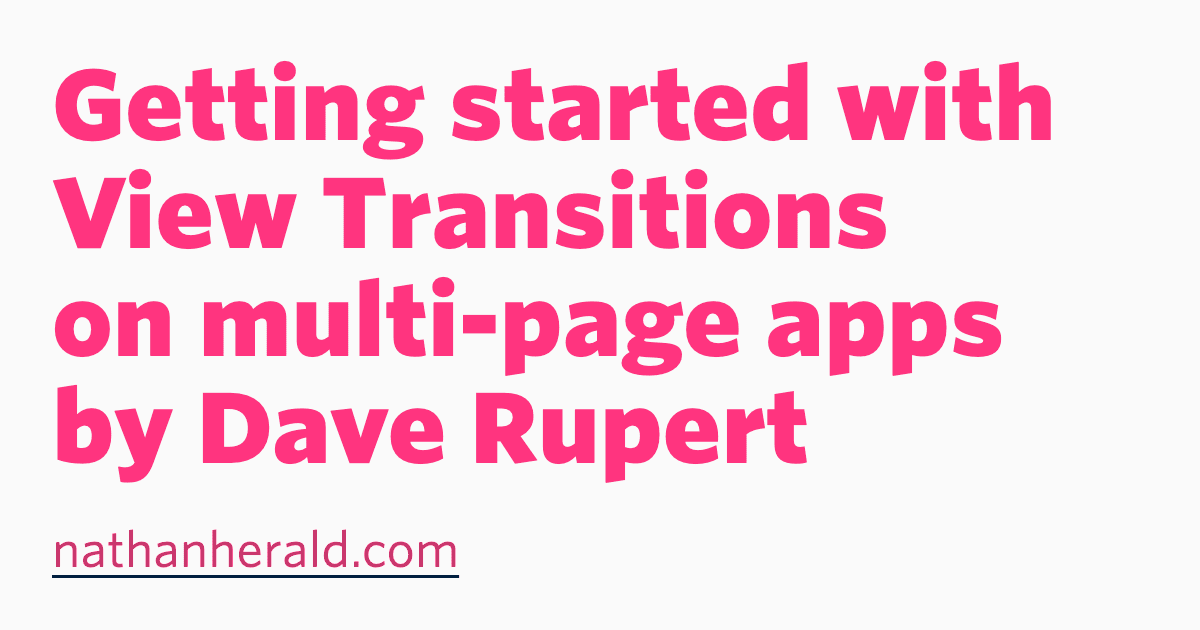 Getting started with
View Transitions
on multi-page apps
by Dave Rupert
nathanherald.com